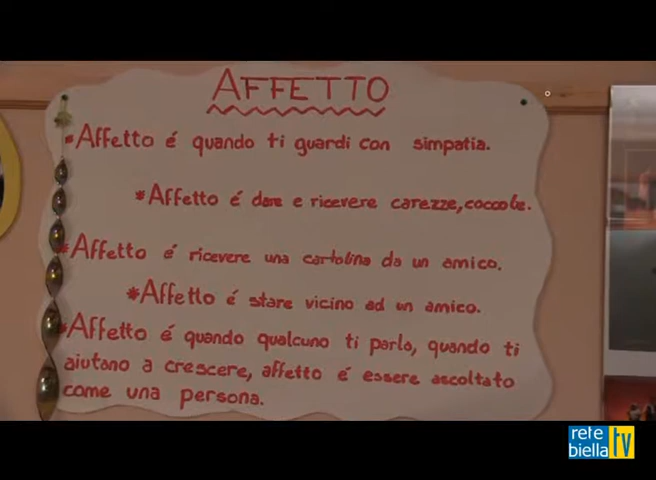 AFFETTO
*Affetto é quando ti guardi con simpatia.
*Affetto é dare e ricevere carezze, coccole.
*Affetto é ricevere una cartolina da un amico.
*Affetto é stare vicino ad un amico.
*Affetto é quando qualcuno ti parla, quando ti
aiutano a crescere, affetto é essere ascoltato
come una persona.
rete
biella tv